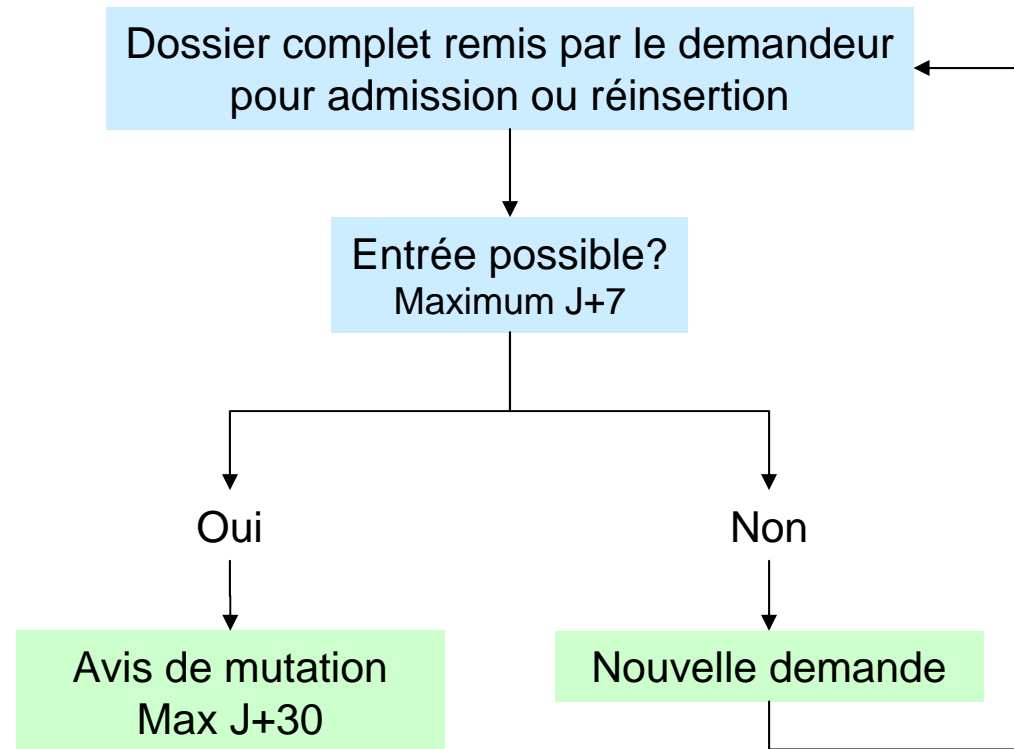 Dossier complet remis par le demandeur
pour admission ou réinsertion
Entrée possible?
Maximum J+7
Oui
Non
Avis de mutation
Max J+30
Nouvelle demande